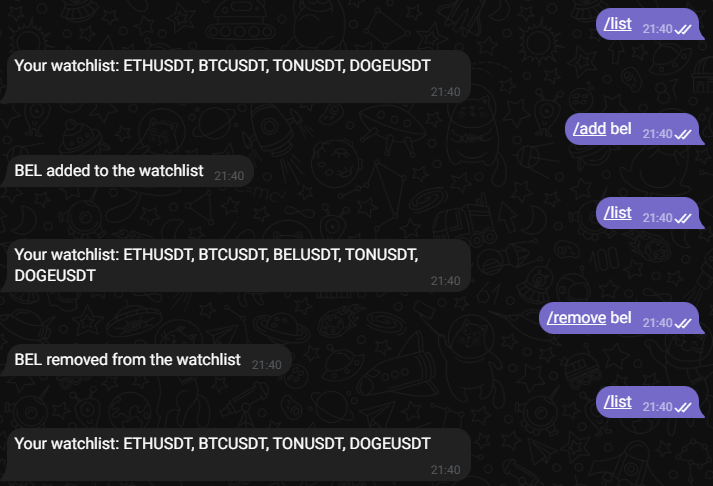 /list 21:40
Your watchlist: ETHUSDT, BTCUSDT, TONUSDT, DOGEUSDT
21:40
/add bel 21:40
BEL added to the watchlist 21:40
/list 21:40
Your watchlist: ETHUSDT, BTCUSDT, BELUSDT, TONUSDT,
DOGEUSDT
21:40
/remove bel 21:40
BEL removed from the watchlist 21:40
/list 21:40
Your watchlist: ETHUSDT, BTCUSDT, TONUSDT, DOGEUSDT
21:40